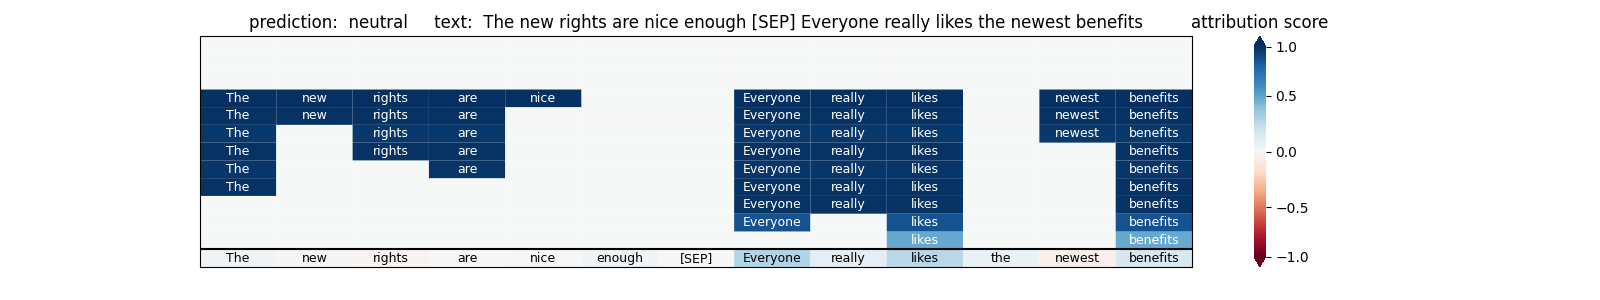 prediction: neutral text: The new rights are nice enough [SEP] Everyone really likes the newest benefits attribution score
The new rights are nice Everyone really likes newest benefits 1.0
The new rights are Everyone really likes newest benefits 0.5
The rights are Everyone really likes newest benefits
The rights are Everyone really likes benefits 0.0
The are Everyone really likes benefits
The Everyone really likes benefits
Everyone really likes benefits −0.5
Everyone likes benefits
likes benefits
The new rights are nice enough [SEP] Everyone really likes the newest benefits −1.0